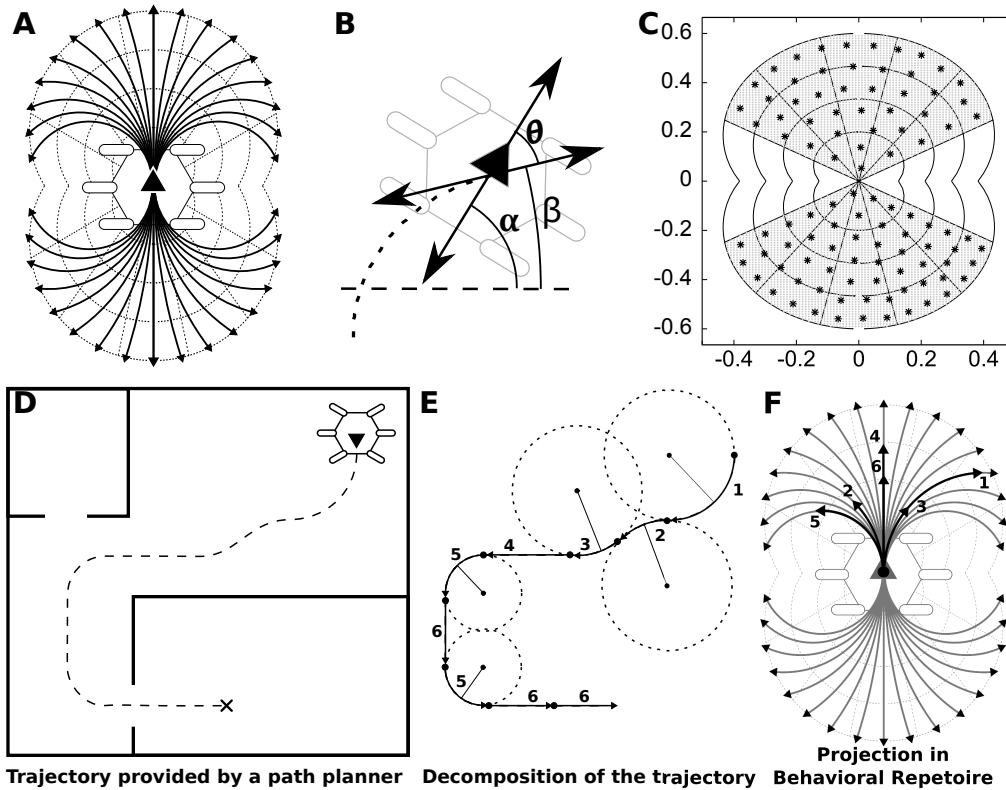 A
B
θ
α
β
C
0.6
0.4
0.2
0
-0.2
-0.4
-0.6
-0.4 -0.2 0 0.2 0.4
D
Trajectory provided by a path planner
E
1
2
3
4
5
6
5
6 6
Decomposition of the trajectory
F
4
6
1
2
3
5
Projection in
Behavioral Repetoire